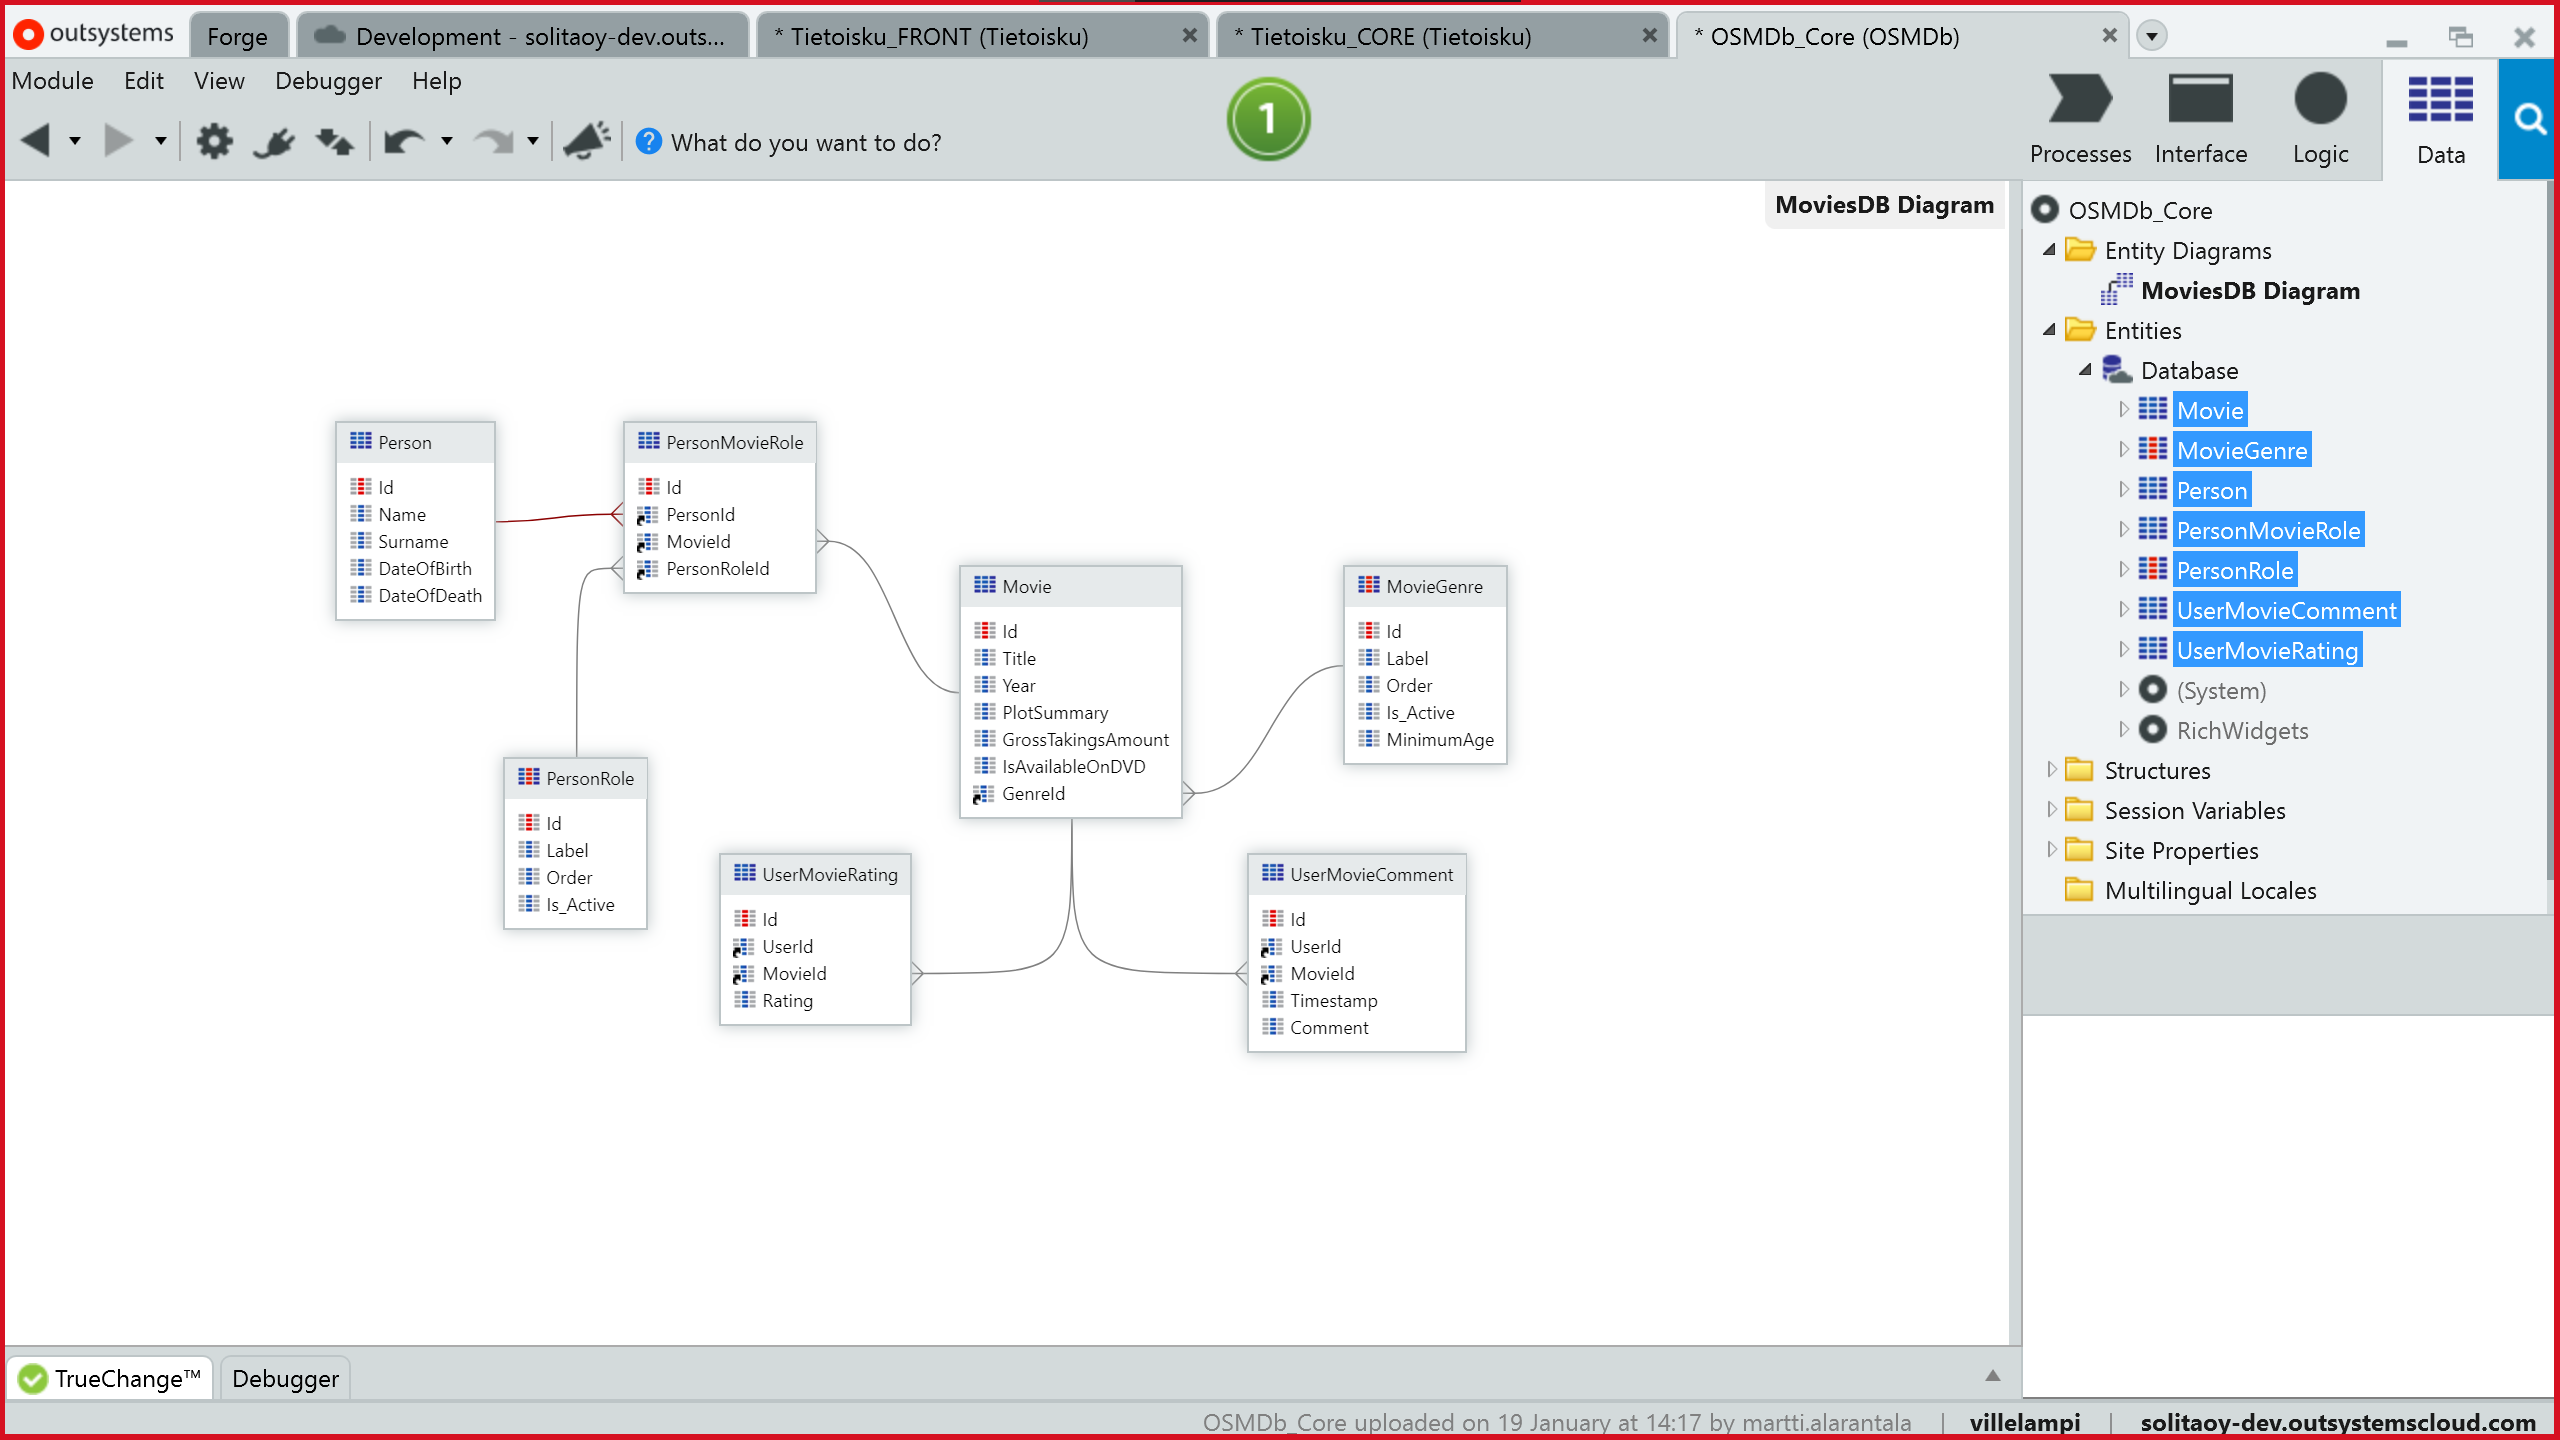 outsystems
Forge
Development - solitaoy-dev.outs...
* Tietoisku_FRONT (Tietoisku)
* Tietoisku_CORE (Tietoisku)
* OSMDb_Core (OSMDb)
Module Edit View Debugger Help
1
What do you want to do?
Processes Interface Logic Data
MoviesDB Diagram
Person
Id
Name
Surname
DateOfBirth
DateOfDeath
PersonMovieRole
Id
PersonId
MovieId
PersonRoleId
Movie
Id
Title
Year
PlotSummary
GrossTakingsAmount
IsAvailableOnDVD
GenreId
MovieGenre
Id
Label
Order
Is_Active
MinimumAge
PersonRole
Id
Label
Order
Is_Active
UserMovieRating
Id
UserId
MovieId
Rating
UserMovieComment
Id
UserId
MovieId
Timestamp
Comment
OSMDb_Core
Entity Diagrams
MoviesDB Diagram
Entities
Database
Movie
MovieGenre
Person
PersonMovieRole
PersonRole
UserMovieComment
UserMovieRating
(System)
RichWidgets
Structures
Session Variables
Site Properties
Multilingual Locales
TrueChange™
Debugger
OSMDb_Core uploaded on 19 January at 14:17 by martti.alarantala | villelampi | solitaoy-dev.outsystemscloud.com